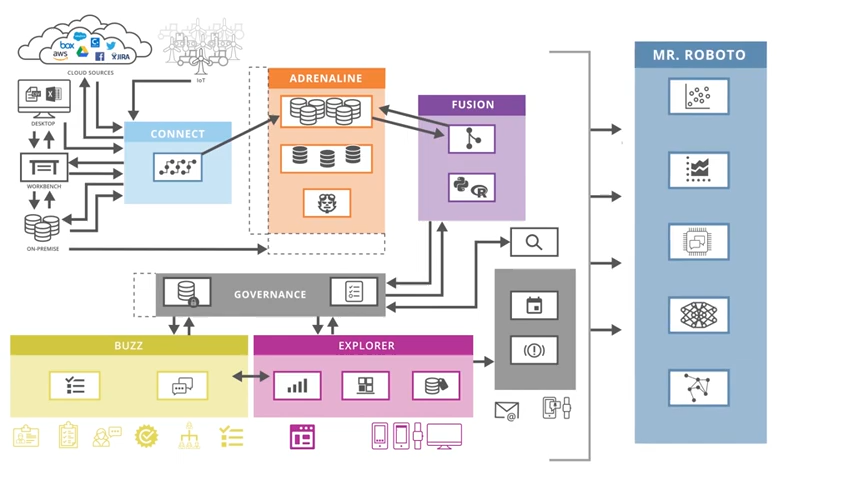 box
aws
JIRA
CLOUD SOURCES
IoT
DESKTOP
WORKBENCH
ON-PREMISE
CONNECT
ADRENALINE
FUSION
R
GOVERNANCE
BUZZ
EXPLORER
@
MR. ROBOTO